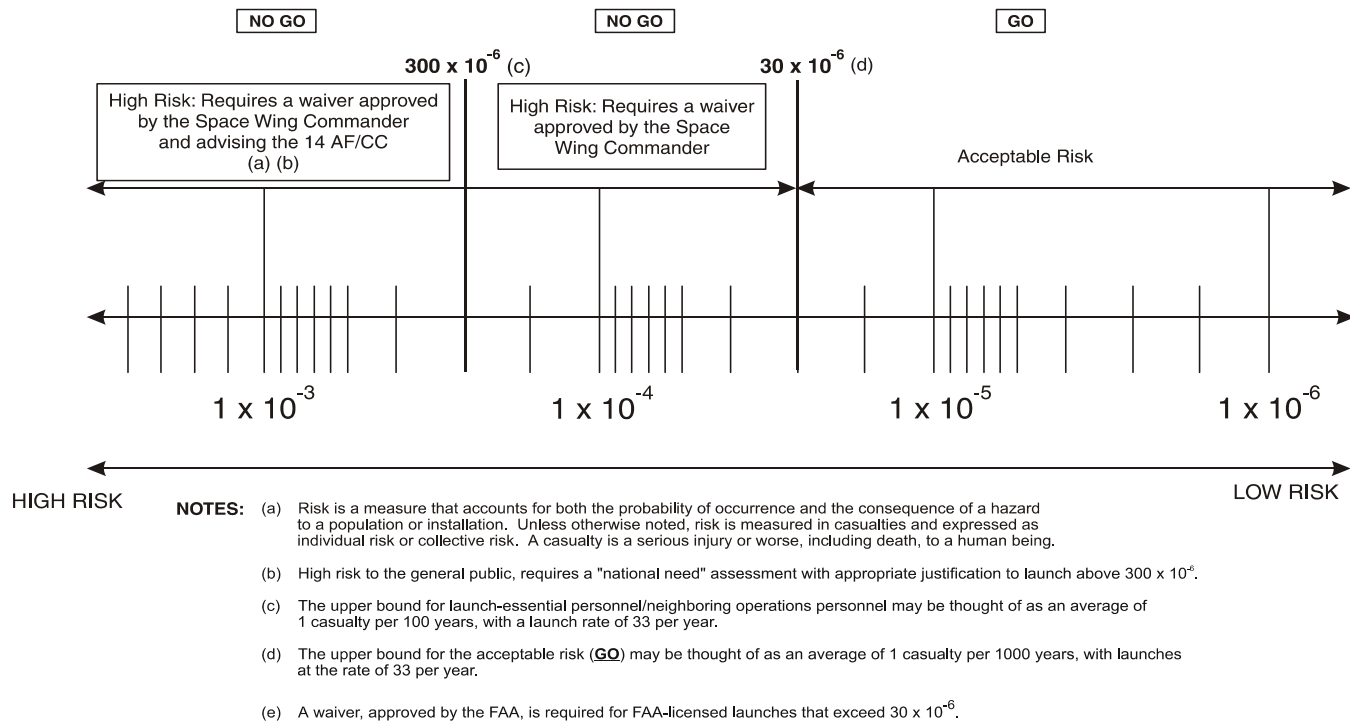 NO GO
NO GO
GO
300 x 10⁻⁶ (c)
30 x 10⁻⁶ (d)
High Risk: Requires a waiver approved
by the Space Wing Commander
and advising the 14 AF/CC
(a) (b)
High Risk: Requires a waiver
approved by the Space
Wing Commander
Acceptable Risk
1 x 10⁻³
1 x 10⁻⁴
1 x 10⁻⁵
1 x 10⁻⁶
HIGH RISK
LOW RISK
NOTES: (a) Risk is a measure that accounts for both the probability of occurrence and the consequence of a hazard
to a population or installation. Unless otherwise noted, risk is measured in casualties and expressed as
individual risk or collective risk. A casualty is a serious injury or worse, including death, to a human being.
(b) High risk to the general public, requires a "national need" assessment with appropriate justification to launch above 300 x 10⁻⁶.
(c) The upper bound for launch-essential personnel/neighboring operations personnel may be thought of as an average of
1 casualty per 100 years, with a launch rate of 33 per year.
(d) The upper bound for the acceptable risk (GO) may be thought of as an average of 1 casualty per 1000 years, with launches
at the rate of 33 per year.
(e) A waiver, approved by the FAA, is required for FAA-licensed launches that exceed 30 x 10⁻⁶.